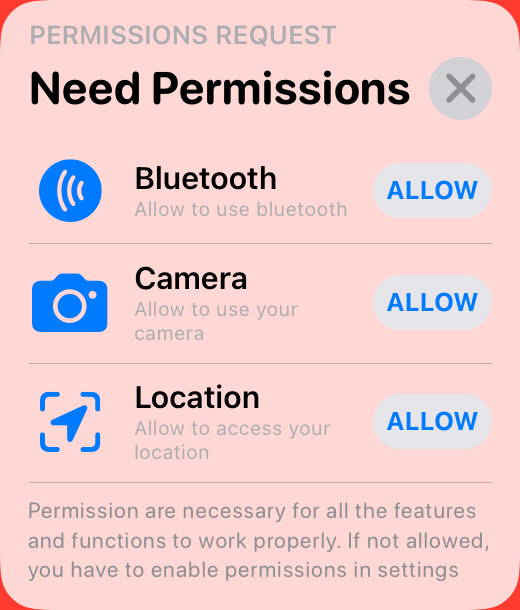 PERMISSIONS REQUEST
Need Permissions
Bluetooth
Allow to use bluetooth
ALLOW
Camera
Allow to use your
camera
ALLOW
Location
Allow to access your
location
ALLOW
Permission are necessary for all the features
and functions to work properly. If not allowed,
you have to enable permissions in settings